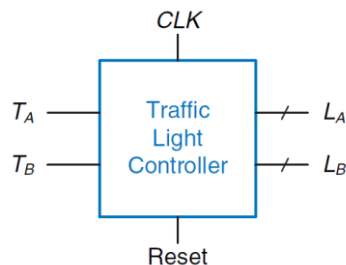 CLK
T_A Traffic L_A
Light
T_B Controller L_B
Reset